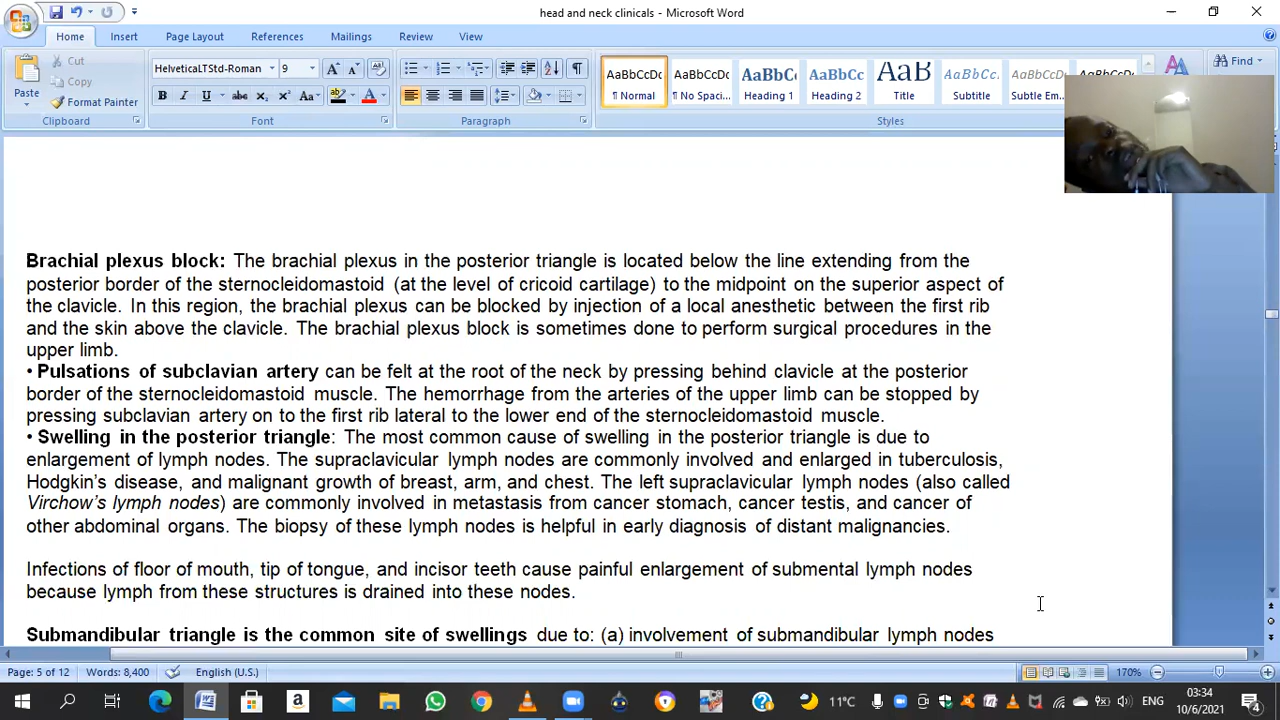 head and neck clinicals - Microsoft Word
Home Insert Page Layout References Mailings Review View
Paste Cut Copy Format Painter
HelveticaLTStd-Roman 9
AaBbCcDc AaBbCcDc AaBbCc AaBbCc AaB AaBbCc. AaBbCcDc AaBbCcDc
¶ Normal ¶ No Spaci... Heading 1 Heading 2 Title Subtitle Subtle Em...
Find
Clipboard Font Paragraph Styles
Brachial plexus block: The brachial plexus in the posterior triangle is located below the line extending from the
posterior border of the sternocleidomastoid (at the level of cricoid cartilage) to the midpoint on the superior aspect of
the clavicle. In this region, the brachial plexus can be blocked by injection of a local anesthetic between the first rib
and the skin above the clavicle. The brachial plexus block is sometimes done to perform surgical procedures in the
upper limb.
• Pulsations of subclavian artery can be felt at the root of the neck by pressing behind clavicle at the posterior
border of the sternocleidomastoid muscle. The hemorrhage from the arteries of the upper limb can be stopped by
pressing subclavian artery on to the first rib lateral to the lower end of the sternocleidomastoid muscle.
• Swelling in the posterior triangle: The most common cause of swelling in the posterior triangle is due to
enlargement of lymph nodes. The supraclavicular lymph nodes are commonly involved and enlarged in tuberculosis,
Hodgkin's disease, and malignant growth of breast, arm, and chest. The left supraclavicular lymph nodes (also called
Virchow's lymph nodes) are commonly involved in metastasis from cancer stomach, cancer testis, and cancer of
other abdominal organs. The biopsy of these lymph nodes is helpful in early diagnosis of distant malignancies.
Infections of floor of mouth, tip of tongue, and incisor teeth cause painful enlargement of submental lymph nodes
because lymph from these structures is drained into these nodes.
Submandibular triangle is the common site of swellings due to: (a) involvement of submandibular lymph nodes
Page: 5 of 12 Words: 8,400 English (U.S.) 170%
11°C ENG 03:34
10/6/2021